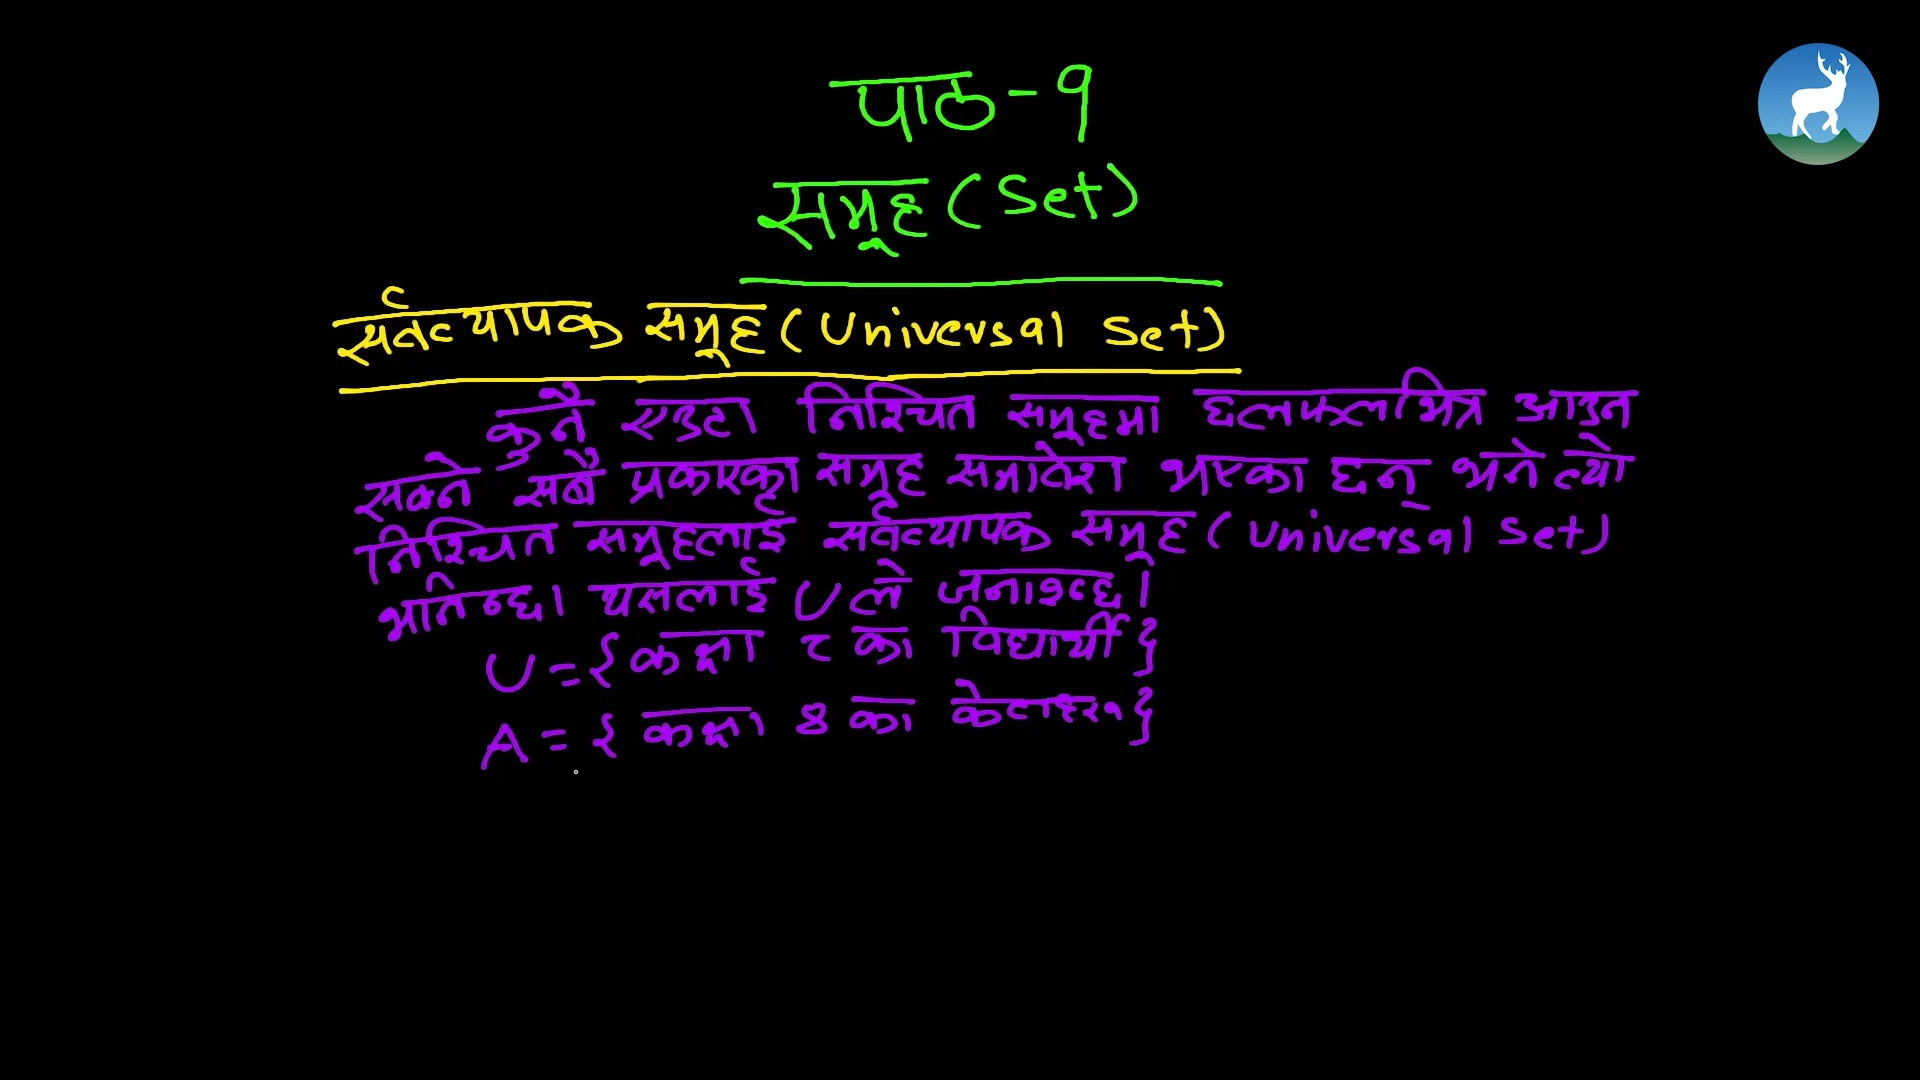 पाठ-१
समूह (Set)
सर्वव्यापक समूह (Universal Set)
कुनै एउटा निश्चित समूहमा छलफलभित्र आउन
सक्ने सबै प्रकारका समूह समावेश भएका छन् भने त्यो
निश्चित समूहलाई सर्वव्यापक समूह (Universal Set)
भनिन्छ। यसलाई U ले जनाइन्छ।
U = {कक्षा ८ का विद्यार्थी}
A = {कक्षा 8 का केटाहरू}